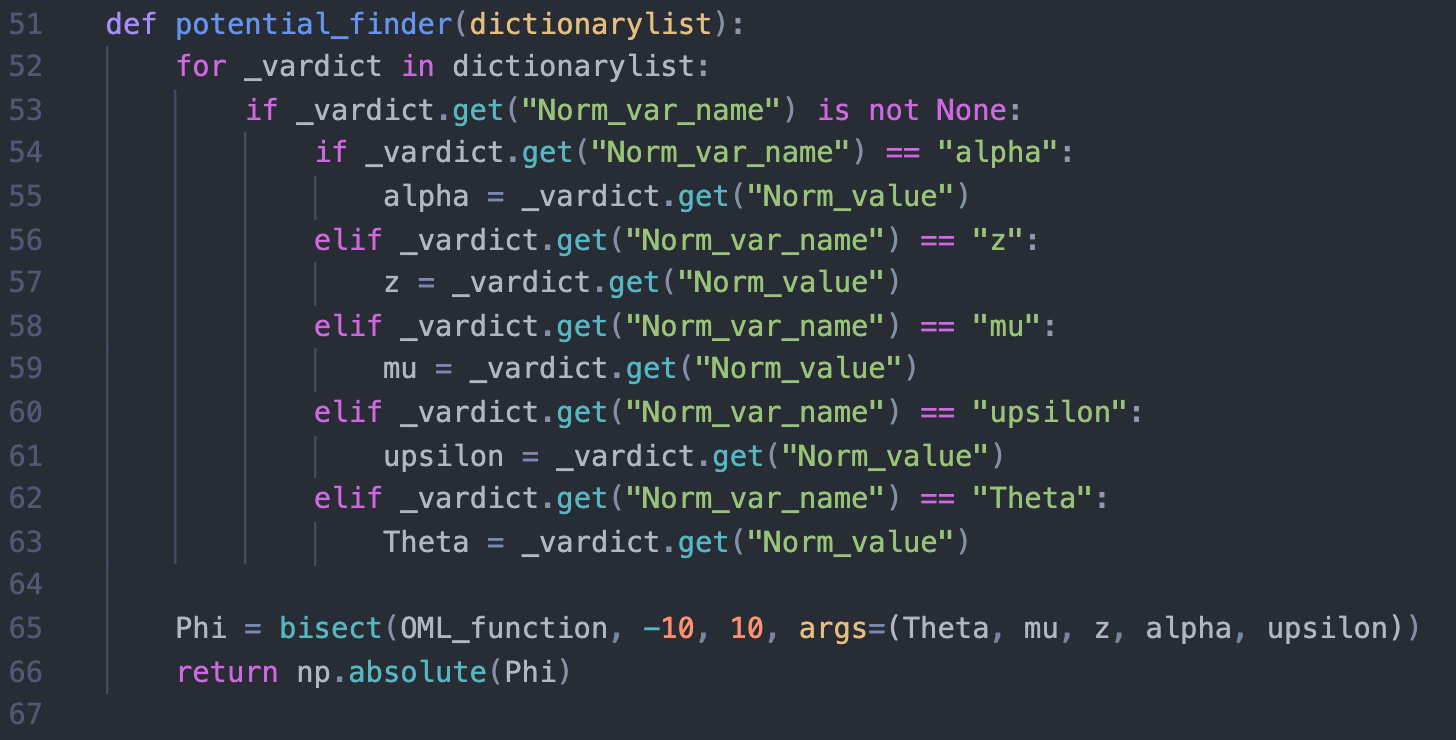 51 def potential_finder(dictionarylist):
52     for _vardict in dictionarylist:
53         if _vardict.get("Norm_var_name") is not None:
54             if _vardict.get("Norm_var_name") == "alpha":
55                 alpha = _vardict.get("Norm_value")
56             elif _vardict.get("Norm_var_name") == "z":
57                 z = _vardict.get("Norm_value")
58             elif _vardict.get("Norm_var_name") == "mu":
59                 mu = _vardict.get("Norm_value")
60             elif _vardict.get("Norm_var_name") == "upsilon":
61                 upsilon = _vardict.get("Norm_value")
62             elif _vardict.get("Norm_var_name") == "Theta":
63                 Theta = _vardict.get("Norm_value")
64
65     Phi = bisect(OML_function, -10, 10, args=(Theta, mu, z, alpha, upsilon))
66     return np.absolute(Phi)
67